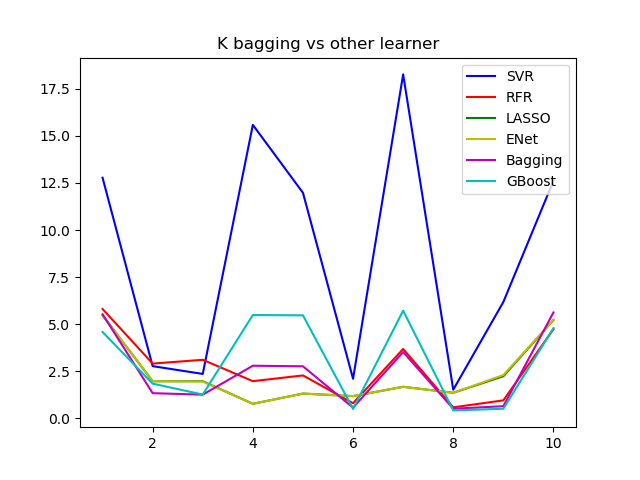 K bagging vs other learner
17.5
15.0
12.5
10.0
7.5
5.0
2.5
0.0
2 4 6 8 10
SVR
RFR
LASSO
ENet
Bagging
GBoost